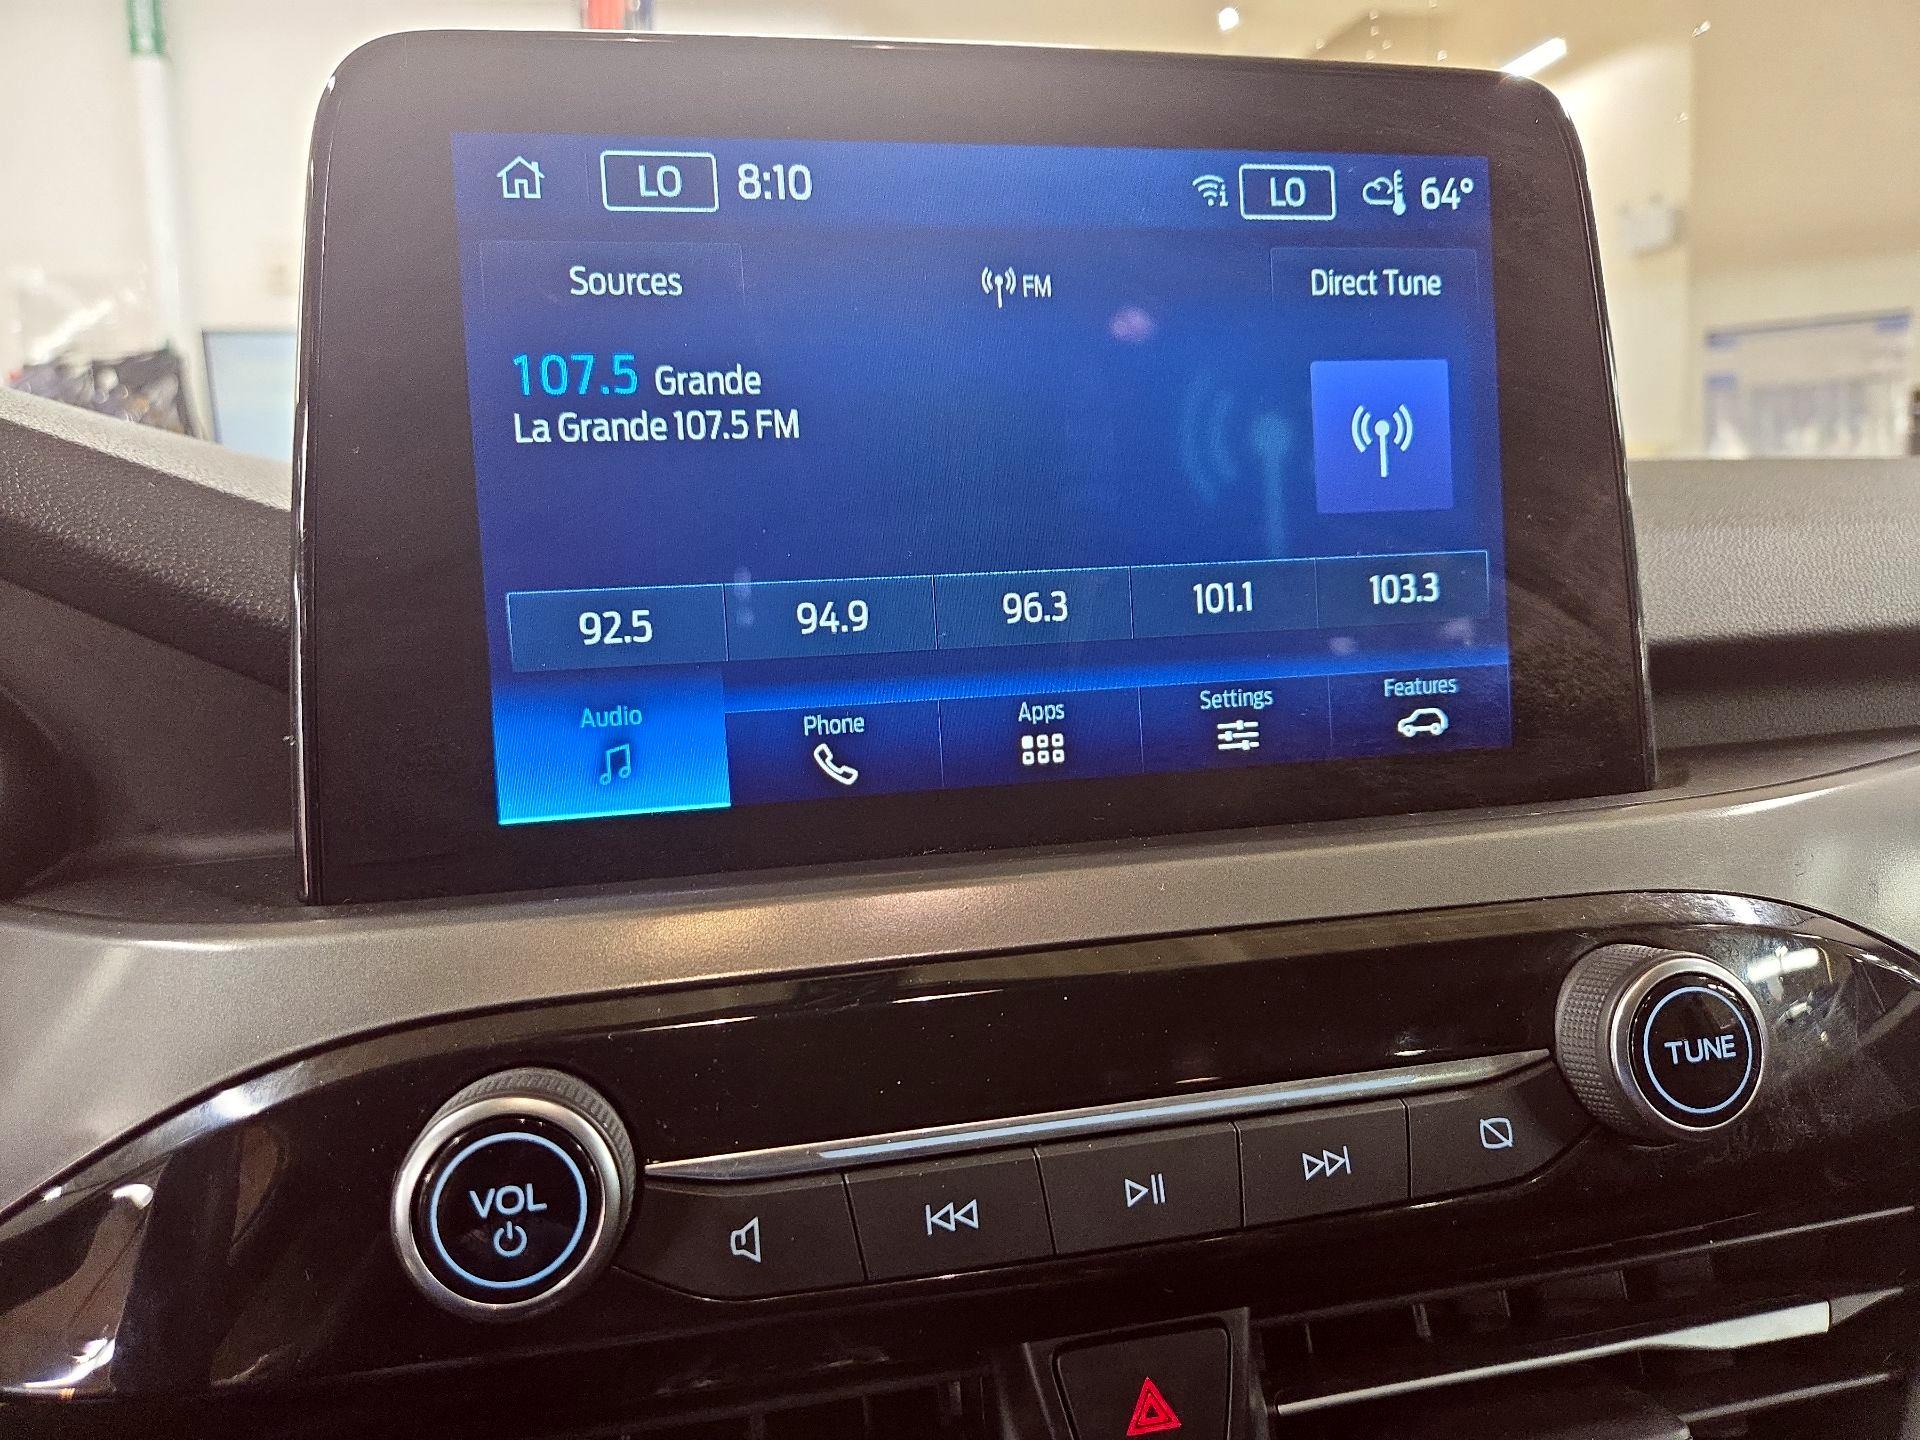 LO 8:10 LO 64°
Sources FM Direct Tune
107.5 Grande
La Grande 107.5 FM
92.5 94.9 96.3 101.1 103.3
Audio Phone Apps Settings Features
TUNE
VOL